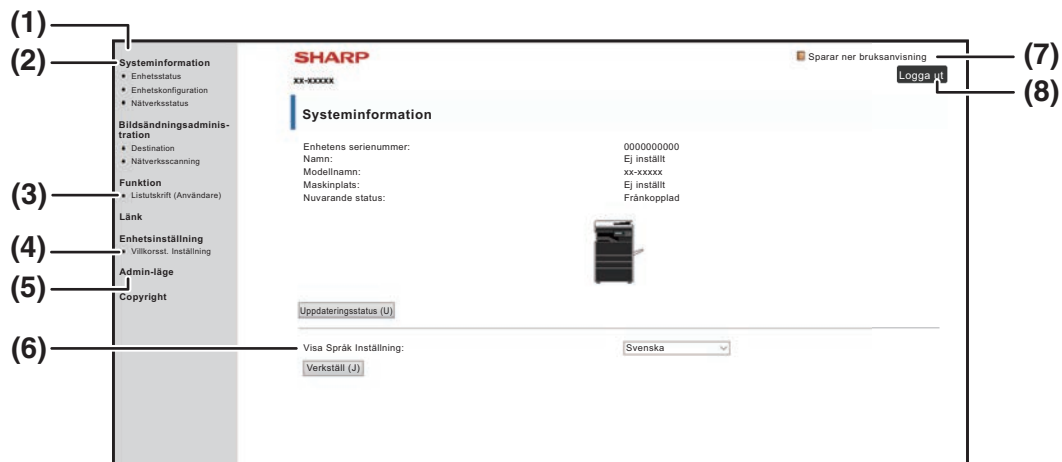 (1)
(2)
(3)
(4)
(5)
(6)
(7)
(8)
Systeminformation
Enhetsstatus
Enhetskonfiguration
Nätverksstatus
Bildsändningsadminis-
tration
Destination
Nätverksscanning
Funktion
Listutskrift (Användare)
Länk
Enhetsinställning
Villkorsst. Inställning
Admin-läge
Copyright
SHARP
xx-xxxxx
Sparar ner bruksanvisning
Logga ut
Systeminformation
Enhetens serienummer: 0000000000
Namn: Ej inställt
Modellnamn: xx-xxxxx
Maskinplats: Ej inställt
Nuvarande status: Frånkopplad
Uppdateringsstatus (U)
Visa Språk Inställning: Svenska
Verkställ (J)